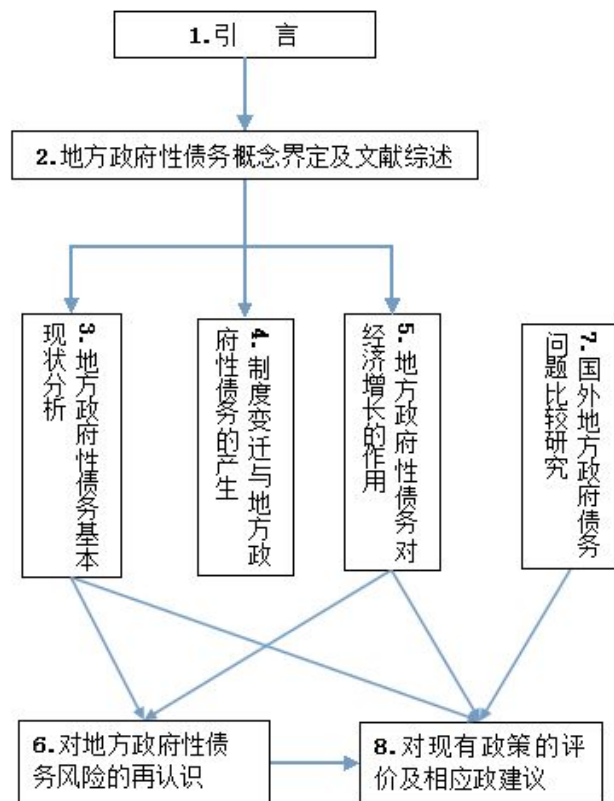 1.引 言
2.地方政府性债务概念界定及文献综述
3.地方政府性债务基本
现状分析
4.制度变迁与地方政
府性债务的产生
5.地方政府性债务对
经济增长的作用
7.国外地方政府债务
问题比较研究
6.对地方政府性债
务风险的再认识
8.对现有政策的评
价及相应政建议